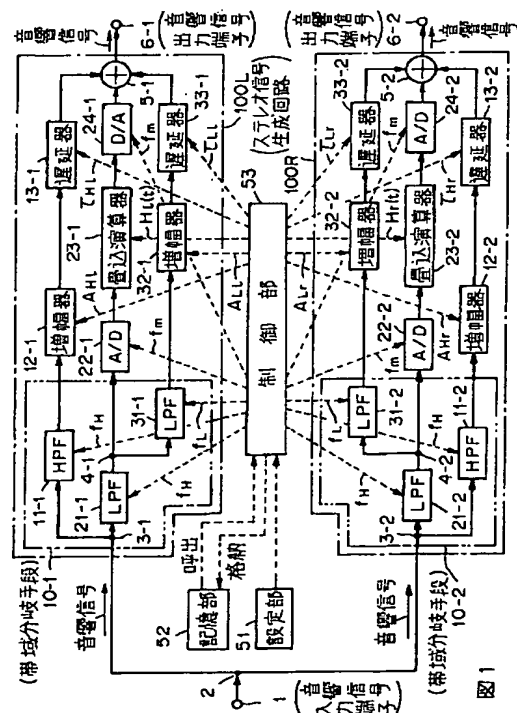 1
(音響信号入力端子)
2
音響信号
3-1
(帯域分岐手段)
10-1
11-1
HPF
LPF
21-1
4-1
LPF
31-1
fH
fH
fL
12-1
増幅器
AHl
22-1
A/D
fm
23-1
畳込演算器
Hl(t)
増幅器
32-1
ALl
13-1
遅延器
τHl
24-1
D/A
fm
遅延器
33-1
τLl
5-1
6-1
音響信号
(音響信号出力端子)
100L
(ステレオ信号生成回路)
100R
52
記憶部
呼出
格納
51
設定部
制御部
53
音響信号
3-2
(帯域分岐手段)
10-2
LPF
21-2
4-2
LPF
31-2
11-2
HPF
fL
fH
fH
22-2
A/D
fm
32-2
増幅器
ALr
畳込演算器
23-2
Hr(t)
増幅器
12-2
AHr
33-2
遅延器
τLr
A/D
24-2
fm
遅延器
13-2
τHr
5-2
6-2
音響信号
(音響信号出力端子)
図1